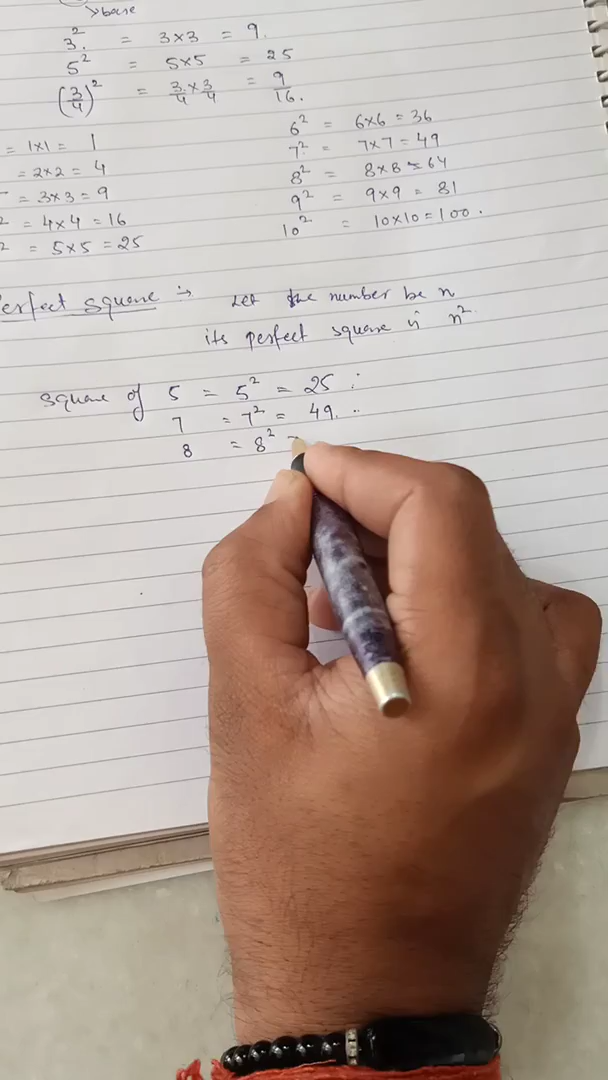 base
3² = 3×3 = 9.
5² = 5×5 = 25
(3/4)² = 3/4 × 3/4 = 9/16.
= 1×1 = 1
= 2×2 = 4
= 3×3 = 9
² = 4×4 = 16
² = 5×5 = 25
6² = 6×6 = 36
7² = 7×7 = 49
8² = 8×8 = 64
9² = 9×9 = 81
10² = 10×10 = 100.
erfect square :- Let the number be n
its perfect square is n².
square of 5 = 5² = 25
7 = 7² = 49.
8 = 8² =